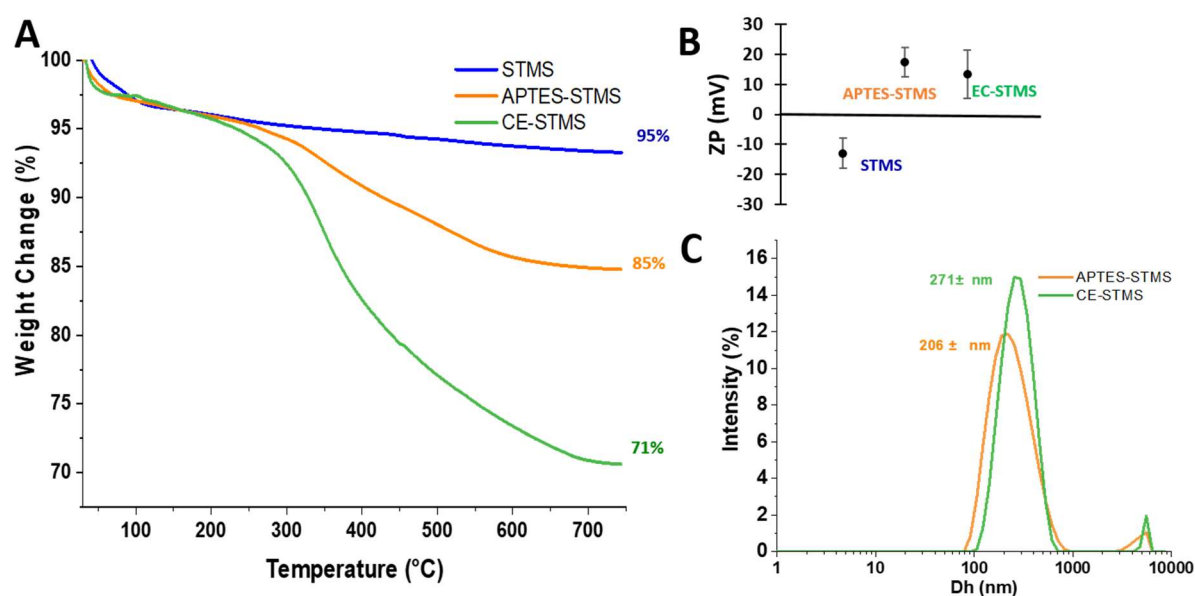 A
100
95
90
85
80
75
70
Weight Change (%)
100 200 300 400 500 600 700
Temperature (°C)
STMS
APTES-STMS
CE-STMS
95%
85%
71%
B
30
20
10
0
-10
-20
-30
ZP (mV)
APTES-STMS
EC-STMS
STMS
C
16
14
12
10
8
6
4
2
0
Intensity (%)
1 10 100 1000 10000
Dh (nm)
APTES-STMS
CE-STMS
271± nm
206 ± nm